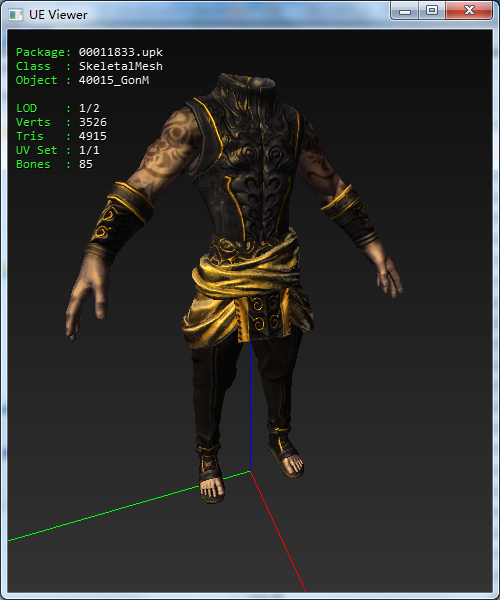 UE Viewer
Package: 00011833.upk
Class  : SkeletalMesh
Object : 40015_GonM
LOD    : 1/2
Verts  : 3526
Tris   : 4915
UV Set : 1/1
Bones  : 85